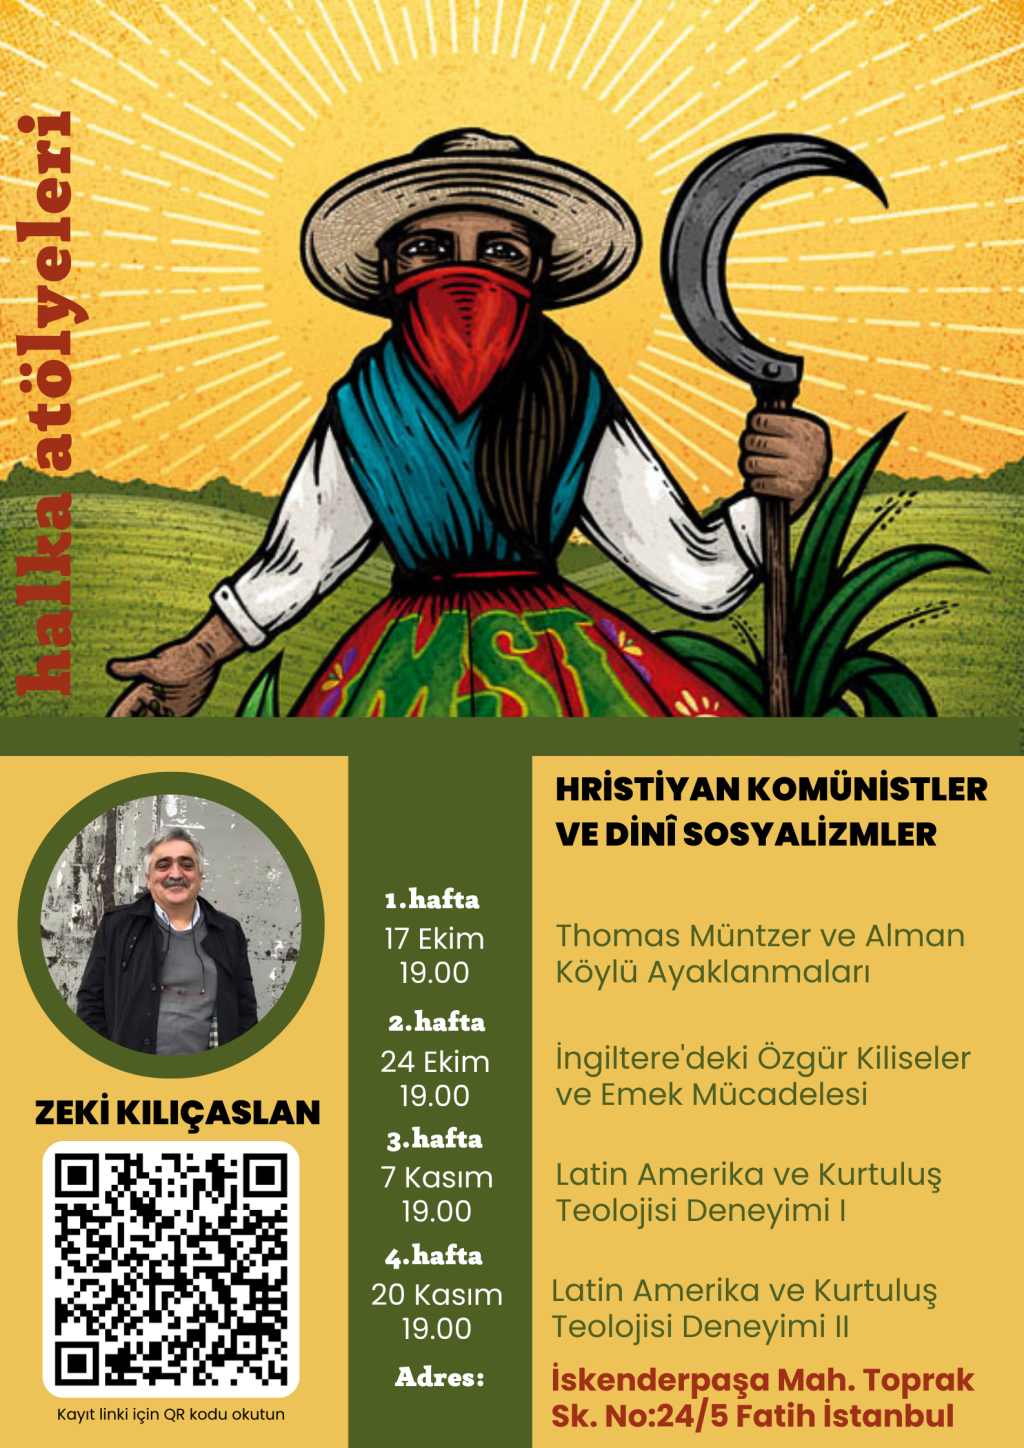 halka atölyeleri
MST
HRİSTİYAN KOMÜNİSTLER
VE DİNÎ SOSYALİZMLER
ZEKİ KILIÇASLAN
Kayıt linki için QR kodu okutun
1.hafta
17 Ekim
19.00
Thomas Müntzer ve Alman
Köylü Ayaklanmaları
2.hafta
24 Ekim
19.00
İngiltere'deki Özgür Kiliseler
ve Emek Mücadelesi
3.hafta
7 Kasım
19.00
Latin Amerika ve Kurtuluş
Teolojisi Deneyimi I
4.hafta
20 Kasım
19.00
Latin Amerika ve Kurtuluş
Teolojisi Deneyimi II
Adres:
İskenderpaşa Mah. Toprak
Sk. No:24/5 Fatih İstanbul